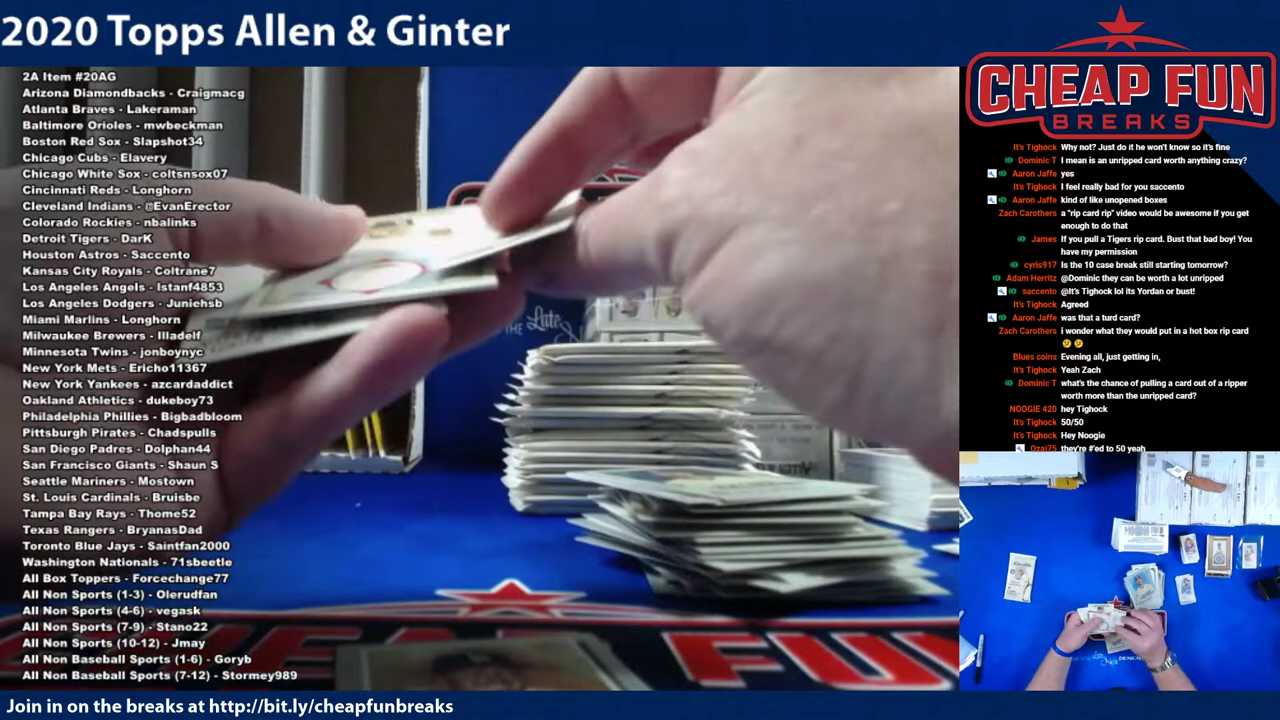 2020 Topps Allen & Ginter
2A Item #20AG
Arizona Diamondbacks - Craigmacg
Atlanta Braves - Lakeraman
Baltimore Orioles - mwbeckman
Boston Red Sox - Slapshot34
Chicago Cubs - Elavery
Chicago White Sox - coltsnsox07
Cincinnati Reds - Longhorn
Cleveland Indians - @EvanErector
Colorado Rockies - nbalinks
Detroit Tigers - DarK
Houston Astros - Saccento
Kansas City Royals - Coltrane7
Los Angeles Angels - Istanf4853
Los Angeles Dodgers - Juniehsb
Miami Marlins - Longhorn
Milwaukee Brewers - Illadelf
Minnesota Twins - jonboynyc
New York Mets - Ericho11367
New York Yankees - azcardaddict
Oakland Athletics - dukeboy73
Philadelphia Phillies - Bigbadbloom
Pittsburgh Pirates - Chadspulls
San Diego Padres - Dolphan44
San Francisco Giants - Shaun S
Seattle Mariners - Mostown
St. Louis Cardinals - Bruisbe
Tampa Bay Rays - Thome52
Texas Rangers - BryanasDad
Toronto Blue Jays - Saintfan2000
Washington Nationals - 71sbeetle
All Box Toppers - Forcechange77
All Non Sports (1-3) - Olerudfan
All Non Sports (4-6) - vegask
All Non Sports (7-9) - Stano22
All Non Sports (10-12) - Jmay
All Non Baseball Sports (1-6) - Goryb
All Non Baseball Sports (7-12) - Stormey989
THE Late
FUN
CHEAP FUN
BREAKS
It's Tighock Why not? Just do it he won't know so it's fine
Dominic T I mean is an unripped card worth anything crazy?
Aaron Jaffe yes
It's Tighock I feel really bad for you saccento
Aaron Jaffe kind of like unopened boxes
Zach Carothers a "rip card rip" video would be awesome if you get
enough to do that
James If you pull a Tigers rip card. Bust that bad boy! You
have my permission
cyris917 Is the 10 case break still starting tomorrow?
Adam Herritz @Dominic they can be worth a lot unripped
saccento @It's Tighock lol its Yordan or bust!
It's Tighock Agreed
Aaron Jaffe was that a turd card?
Zach Carothers i wonder what they would put in a hot box rip card
🤔 🤔
Blues coins Evening all, just getting in,
It's Tighock Yeah Zach
Dominic T what's the chance of pulling a card out of a ripper
worth more than the unripped card?
NOOGIE 420 hey Tighock
It's Tighock 50/50
It's Tighock Hey Noogie
Ozai75 they're #'ed to 50 yeah
Join in on the breaks at http://bit.ly/cheapfunbreaks